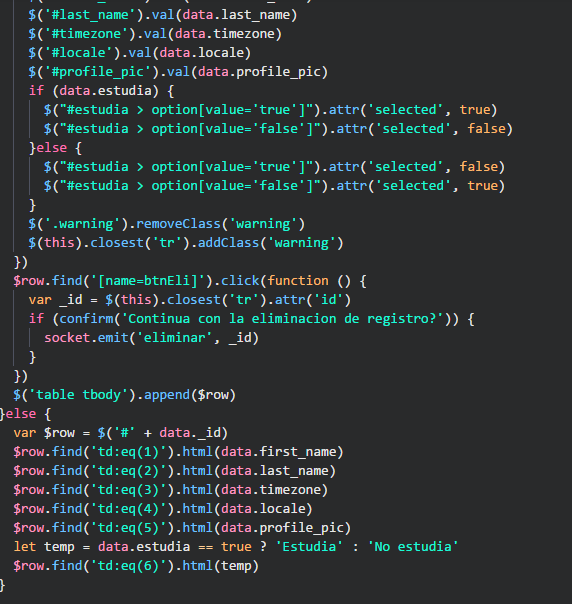 $('#last_name').val(data.last_name)
$('#timezone').val(data.timezone)
$('#locale').val(data.locale)
$('#profile_pic').val(data.profile_pic)
if (data.estudia) {
$("#estudia > option[value='true']").attr('selected', true)
$("#estudia > option[value='false']").attr('selected', false)
}else {
$("#estudia > option[value='true']").attr('selected', false)
$("#estudia > option[value='false']").attr('selected', true)
}
$('.warning').removeClass('warning')
$(this).closest('tr').addClass('warning')
})
$row.find('[name=btnEli]').click(function () {
var _id = $(this).closest('tr').attr('id')
if (confirm('Continua con la eliminacion de registro?')) {
socket.emit('eliminar', _id)
}
})
$('table tbody').append($row)
}else {
var $row = $('#' + data._id)
$row.find('td:eq(1)').html(data.first_name)
$row.find('td:eq(2)').html(data.last_name)
$row.find('td:eq(3)').html(data.timezone)
$row.find('td:eq(4)').html(data.locale)
$row.find('td:eq(5)').html(data.profile_pic)
let temp = data.estudia == true ? 'Estudia' : 'No estudia'
$row.find('td:eq(6)').html(temp)
}